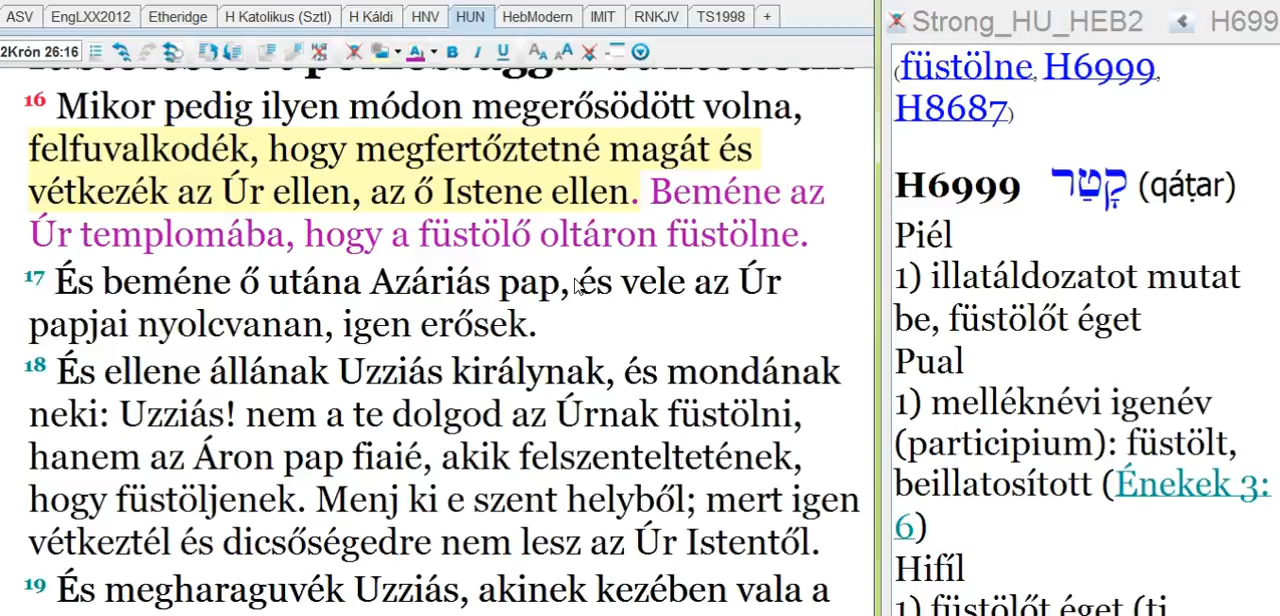 ASV EngLXX2012 Etheridge H Katolikus (Sztl) H Káldi HNV HUN HebModern IMIT RNKJV TS1998 +
2Krón 26:16
16 Mikor pedig ilyen módon megerősödött volna,
felfuvalkodék, hogy megfertőztetné magát és
vétkezék az Úr ellen, az ő Istene ellen. Beméne az
Úr templomába, hogy a füstölő oltáron füstölne.
17 És beméne ő utána Azáriás pap, és vele az Úr
papjai nyolcvanan, igen erősek.
18 És ellene állának Uzziás királynak, és mondának
neki: Uzziás! nem a te dolgod az Úrnak füstölni,
hanem az Áron pap fiaié, akik felszenteltetének,
hogy füstöljenek. Menj ki e szent helyből; mert igen
vétkeztél és dicsőségedre nem lesz az Úr Istentől.
19 És megharaguvék Uzziás, akinek kezében vala a
Strong_HU_HEB2 H699
(füstölne, H6999,
H8687)
H6999 קָטַר (qáṭar)
Piél
1) illatáldozatot mutat
be, füstölőt éget
Pual
1) melléknévi igenév
(participium): füstölt,
beillatosított (Énekek 3:
6)
Hifíl
1) füstölőt éget (ti